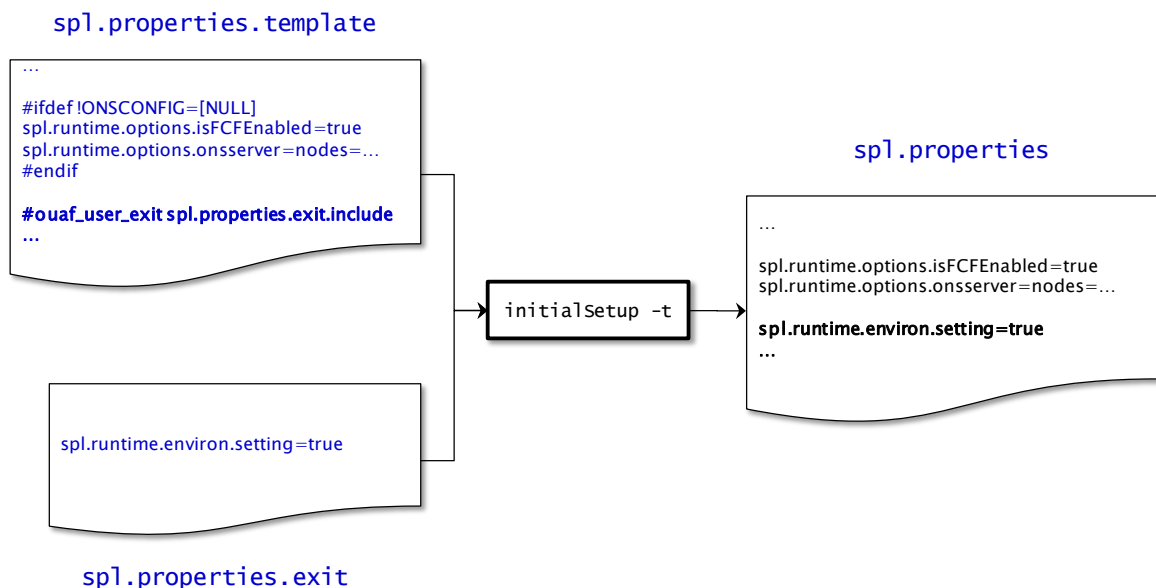 spl.properties.template
...
#ifdef !ONSCONFIG=[NULL]
spl.runtime.options.isFCFEnabled=true
spl.runtime.options.onsserver=nodes=...
#endif
#ouaf_user_exit spl.properties.exit.include
...
spl.runtime.environ.setting=true
spl.properties.exit
initialSetup -t
spl.properties
...
spl.runtime.options.isFCFEnabled=true
spl.runtime.options.onsserver=nodes=...
spl.runtime.environ.setting=true
...